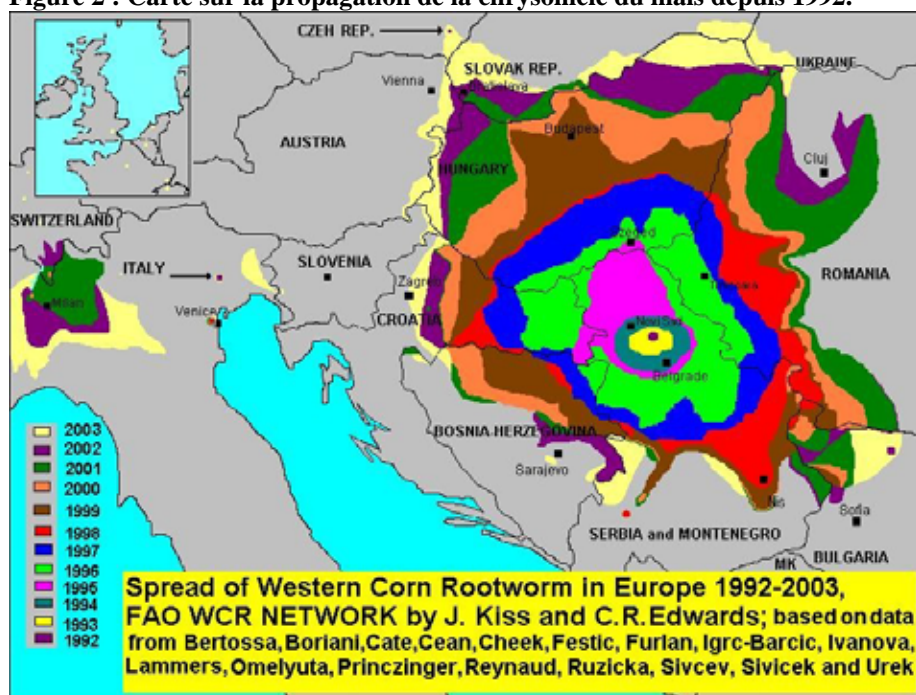 Figure 2 : Carte sur la propagation de la chrysomèle du maïs depuis 1992.
CZEH REP.
UKRAINE
SLOVAK REP.
Vienna
Bratislava
AUSTRIA
Budapest
Cluj
HUNGARY
SWITZERLAND
Szeged
ITALY
SLOVENIA
ROMANIA
Zagreb
Milan
Venice
CROATIA
Novi Sad
Belgrade
BOSNIA-HERZEGOVINA
Sarajevo
Nis
Sofia
SERBIA and MONTENEGRO
MK
BULGARIA
2003
2002
2001
2000
1999
1998
1997
1996
1995
1994
1993
1992
Spread of Western Corn Rootworm in Europe 1992-2003,
FAO WCR NETWORK by J. Kiss and C.R.Edwards; based on data
from Bertossa, Boriani,Cate,Cean,Cheek, Festic, Furlan, Igrc-Barcic, Ivanova,
Lammers, Omelyuta, Princzinger, Reynaud, Ruzicka, Sivcev, Sivicek and Urek